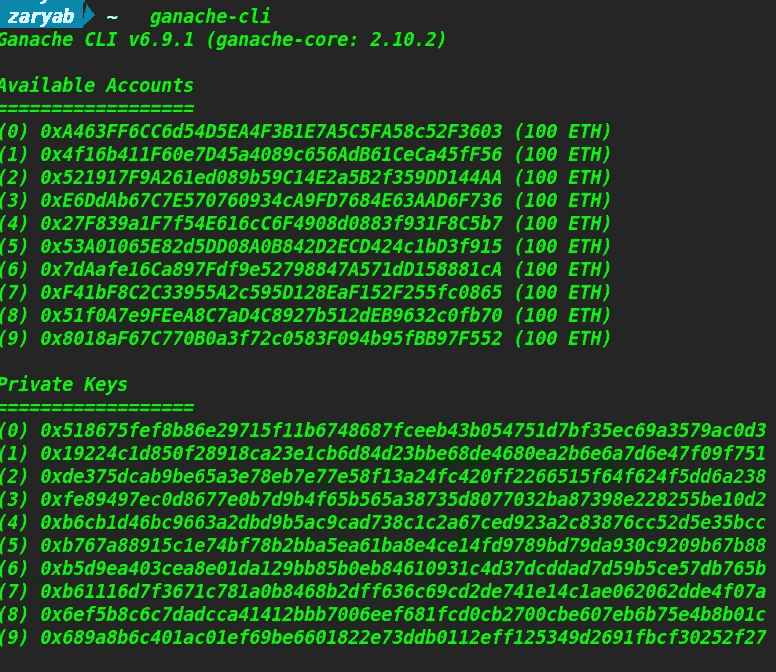 zaryab ~ ganache-cli
Ganache CLI v6.9.1 (ganache-core: 2.10.2)
Available Accounts
==================
(0) 0xA463FF6CC6d54D5EA4F3B1E7A5C5FA58c52F3603 (100 ETH)
(1) 0x4f16b411F60e7D45a4089c656AdB61CeCa45fF56 (100 ETH)
(2) 0x521917F9A261ed089b59C14E2a5B2f359DD144AA (100 ETH)
(3) 0xE6DdAb67C7E570760934cA9FD7684E63AAD6F736 (100 ETH)
(4) 0x27F839a1F7f54E616cC6F4908d0883f931F8C5b7 (100 ETH)
(5) 0x53A01065E82d5DD08A0B842D2ECD424c1bD3f915 (100 ETH)
(6) 0x7dAafe16Ca897Fdf9e52798847A571dD158881cA (100 ETH)
(7) 0xF41bF8C2C33955A2c595D128EaF152F255fc0865 (100 ETH)
(8) 0x51f0A7e9FEeA8C7aD4C8927b512dEB9632c0fb70 (100 ETH)
(9) 0x8018aF67C770B0a3f72c0583F094b95fBB97F552 (100 ETH)
Private Keys
==================
(0) 0x518675fef8b86e29715f11b6748687fceeb43b054751d7bf35ec69a3579ac0d3
(1) 0x19224c1d850f28918ca23e1cb6d84d23bbe68de4680ea2b6e6a7d6e47f09f751
(2) 0xde375dcab9be65a3e78eb7e77e58f13a24fc420ff2266515f64f624f5dd6a238
(3) 0xfe89497ec0d8677e0b7d9b4f65b565a38735d8077032ba87398e228255be10d2
(4) 0xb6cb1d46bc9663a2dbd9b5ac9cad738c1c2a67ced923a2c83876cc52d5e35bcc
(5) 0xb767a88915c1e74bf78b2bba5ea61ba8e4ce14fd9789bd79da930c9209b67b88
(6) 0xb5d9ea403cea8e01da129bb85b0eb84610931c4d37dcddad7d59b5ce57db765b
(7) 0xb61116d7f3671c781a0b8468b2dff636c69cd2de741e14c1ae062062dde4f07a
(8) 0x6ef5b8c6c7dadcca41412bbb7006eef681fcd0cb2700cbe607eb6b75e4b8b01c
(9) 0x689a8b6c401ac01ef69be6601822e73ddb0112eff125349d2691fbcf30252f27